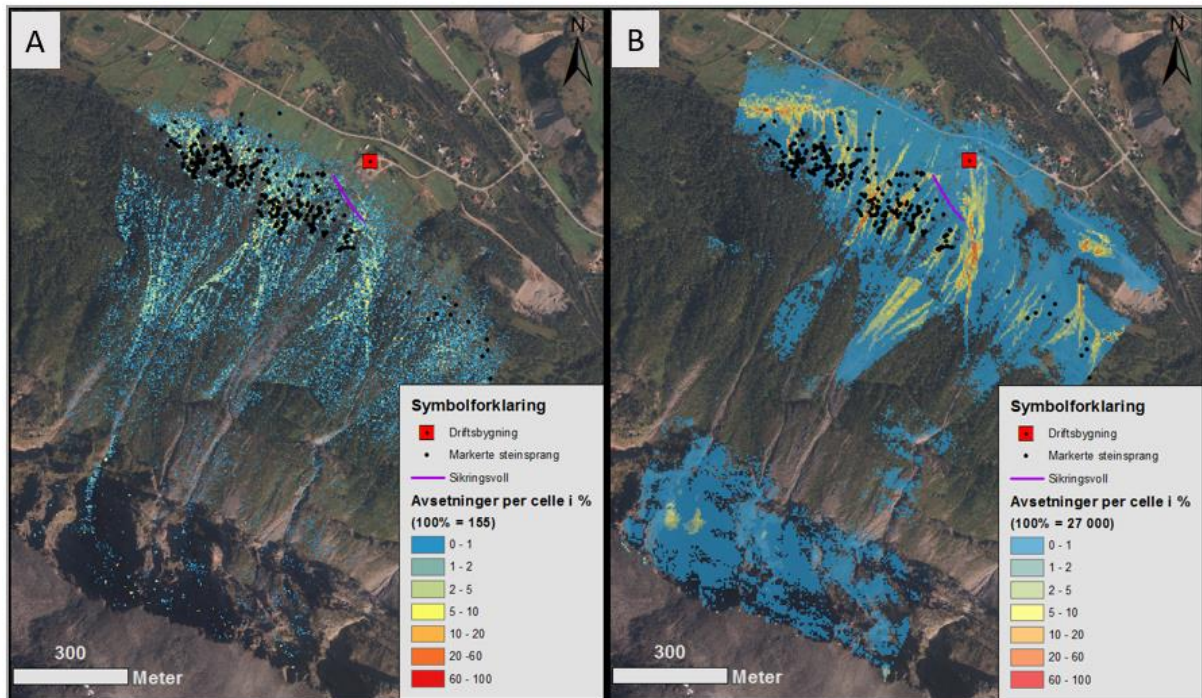 A
N
Symbolforklaring
Driftsbygning
Markerte steinsprang
Sikringsvoll
Avsetninger per celle i %
(100% = 155)
0 - 1
1 - 2
2 - 5
5 - 10
10 - 20
20 -60
60 - 100
300
Meter
B
N
Symbolforklaring
Driftsbygning
Markerte steinsprang
Sikringsvoll
Avsetninger per celle i %
(100% = 27 000)
0 - 1
1 - 2
2 - 5
5 - 10
10 - 20
20 - 60
60 - 100
300
Meter